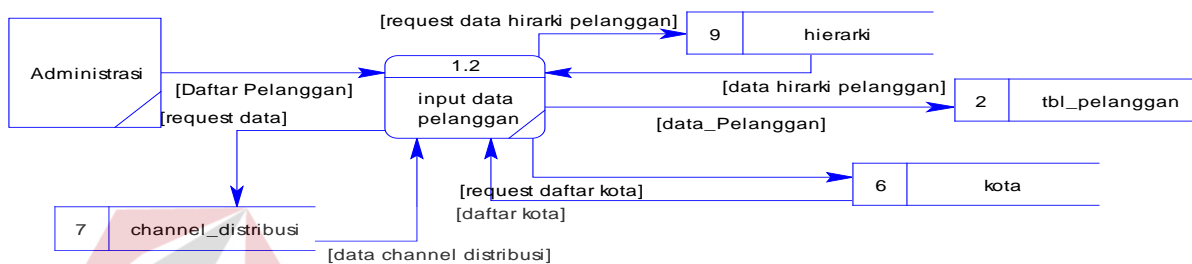 [request data hirarki pelanggan]
9 hierarki
Administrasi
1.2
[Daftar Pelanggan]
input data
pelanggan
[data hirarki pelanggan]
2 tbl_pelanggan
[request data]
[data_Pelanggan]
[request daftar kota]
6 kota
[daftar kota]
7 channel_distribusi
[data channel distribusi]